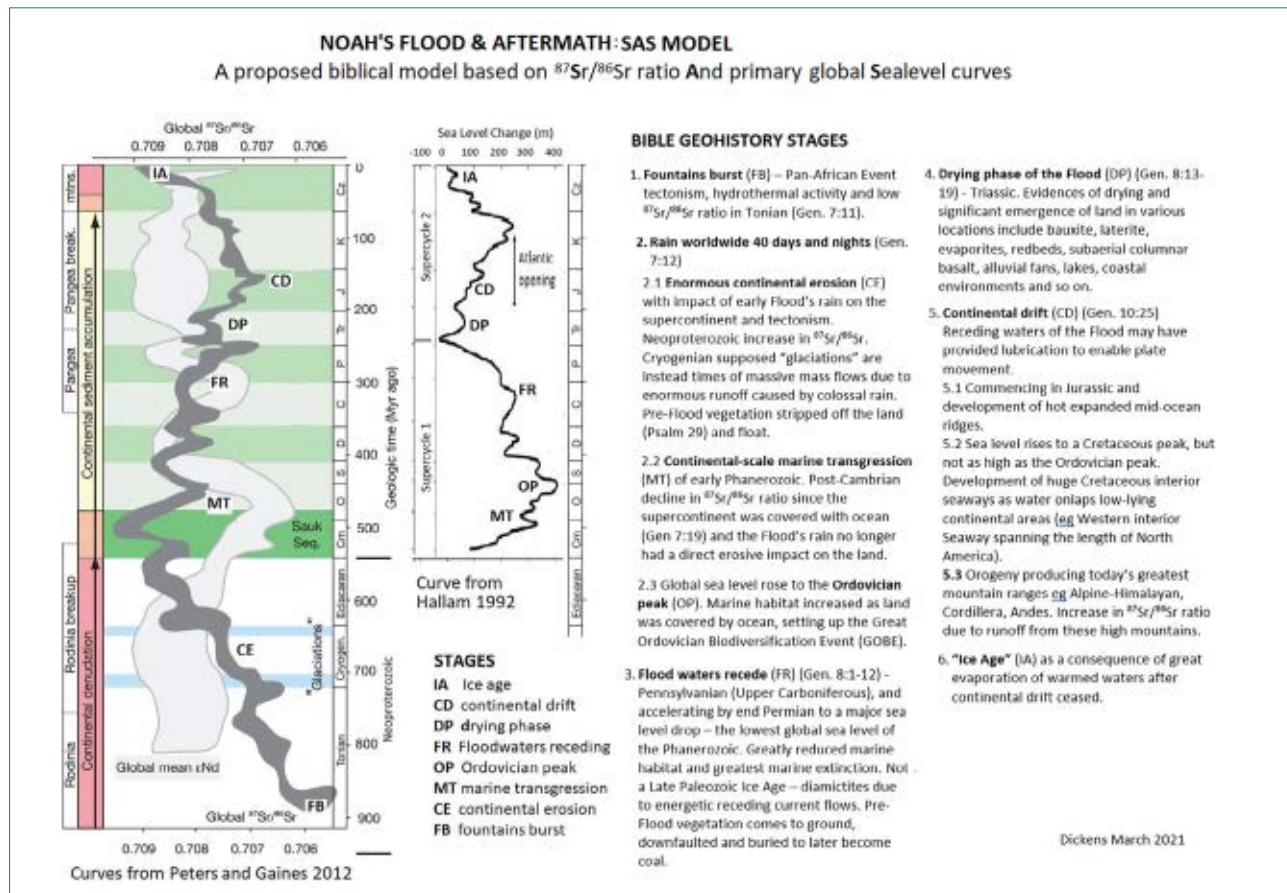 NOAH'S FLOOD & AFTERMATH: SAS MODEL
A proposed biblical model based on ⁸⁷Sr/⁸⁶Sr ratio And primary global Sealevel curves
Global ⁸⁷Sn⁸⁶Sr
0.709 0.708 0.707 0.706
mtns.
Pangea break.
Pangea
Rodinia breakup
Rodinia
Continental sediment accumulation
Continental denudation
IA
CD
DP
FR
MT
Sauk
Seq.
CE
"Glaciations"
Global mean εNd
FB
Global ⁸⁷Sn⁸⁶Sr
0.709 0.708 0.707 0.706
Cz
K
J
Tr
P
C
D
S
O
Cm
Ediacaran
Cryogen.
Tonian
0
100
200
300
400
500
600
700
800
900
Geologic time (Myr ago)
Neoproterozoic
Curves from Peters and Gaines 2012
Sea Level Change (m)
-100 0 100 200 300 400
IA
Supercycle 2
Atlantic
opening
CD
DP
FR
Supercycle 1
OP
MT
Cz
K
J
Tr
P
C
D
S
O
Cm
Ediacaran
Curve from
Hallam 1992
STAGES
IA Ice age
CD continental drift
DP drying phase
FR Floodwaters receding
OP Ordovician peak
MT marine transgression
CE continental erosion
FB fountains burst
BIBLE GEOHISTORY STAGES
1. Fountains burst (FB) – Pan-African Event
tectonism, hydrothermal activity and low
⁸⁷Sr/⁸⁶Sr ratio in Tonian (Gen. 7:11).
2. Rain worldwide 40 days and nights (Gen.
7:12)
2.1 Enormous continental erosion (CE)
with impact of early Flood's rain on the
supercontinent and tectonism.
Neoproterozoic increase in ⁸⁷Sr/⁸⁶Sr.
Cryogenian supposed "glaciations" are
instead times of massive mass flows due to
enormous runoff caused by colossal rain.
Pre-Flood vegetation stripped off the land
(Psalm 29) and float.
2.2 Continental-scale marine transgression
(MT) of early Phanerozoic. Post-Cambrian
decline in ⁸⁷Sr/⁸⁶Sr ratio since the
supercontinent was covered with ocean
(Gen 7:19) and the Flood's rain no longer
had a direct erosive impact on the land.
2.3 Global sea level rose to the Ordovician
peak (OP). Marine habitat increased as land
was covered by ocean, setting up the Great
Ordovician Biodiversification Event (GOBE).
3. Flood waters recede (FR) (Gen. 8:1-12) -
Pennsylvanian (Upper Carboniferous), and
accelerating by end Permian to a major sea
level drop – the lowest global sea level of
the Phanerozoic. Greatly reduced marine
habitat and greatest marine extinction. Not
a Late Paleozoic Ice Age – diamictites due
to energetic receding current flows. Pre-
Flood vegetation comes to ground,
downfaulted and buried to later become
coal.
4. Drying phase of the Flood (DP) (Gen. 8:13-
19) - Triassic. Evidences of drying and
significant emergence of land in various
locations include bauxite, laterite,
evaporites, redbeds, subaerial columnar
basalt, alluvial fans, lakes, coastal
environments and so on.
5. Continental drift (CD) (Gen. 10:25)
Receding waters of the Flood may have
provided lubrication to enable plate
movement.
5.1 Commencing in Jurassic and
development of hot expanded mid-ocean
ridges.
5.2 Sea level rises to a Cretaceous peak, but
not as high as the Ordovician peak.
Development of huge Cretaceous interior
seaways as water onlaps low-lying
continental areas (eg Western interior
Seaway spanning the length of North
America).
5.3 Orogeny producing today's greatest
mountain ranges eg Alpine-Himalayan,
Cordillera, Andes. Increase in ⁸⁷Sr/⁸⁶Sr ratio
due to runoff from these high mountains.
6. "Ice Age" (IA) as a consequence of great
evaporation of warmed waters after
continental drift ceased.
Dickens March 2021